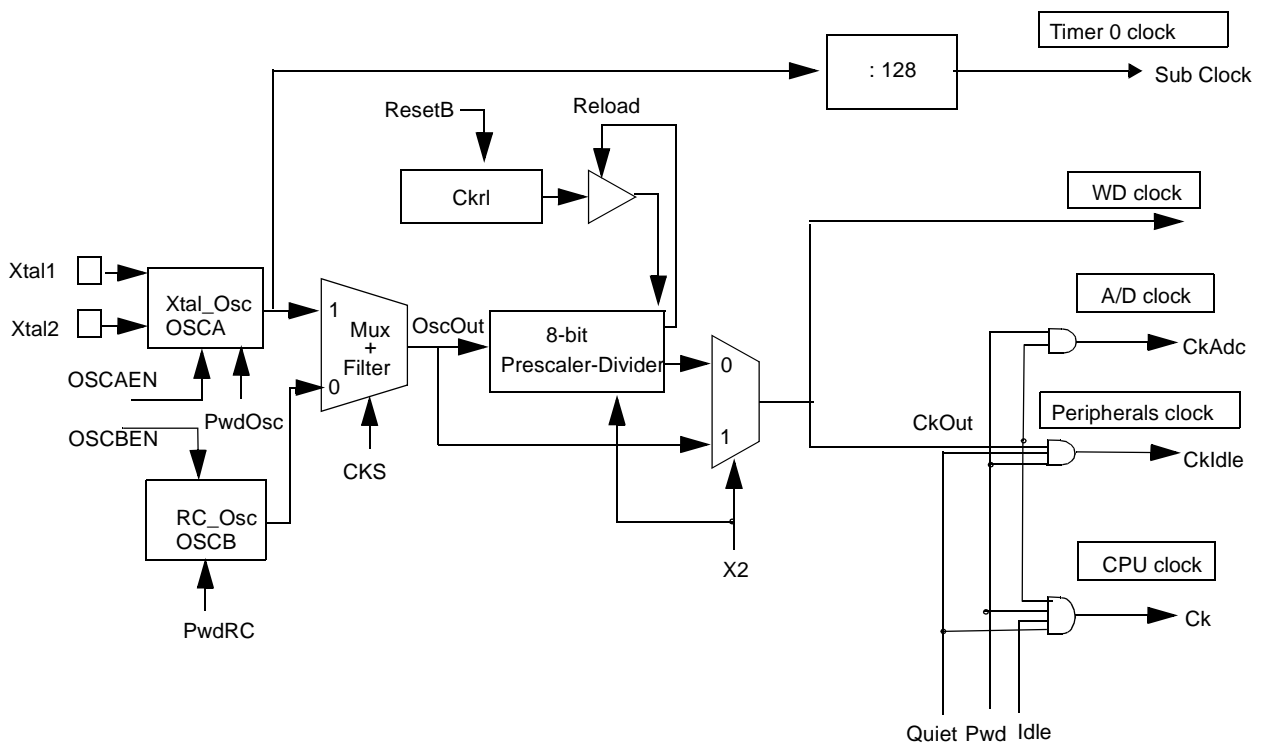 Timer 0 clock
: 128
Sub Clock
ResetB
Reload
Ckrl
WD clock
Xtal1
Xtal2
Xtal_Osc
OSCA
1
Mux
+
Filter
0
OscOut
8-bit
Prescaler-Divider
0
1
A/D clock
CkAdc
OSCAEN
PwdOsc
OSCBEN
CKS
CkOut
Peripherals clock
CkIdle
RC_Osc
OSCB
X2
CPU clock
Ck
PwdRC
Quiet
Pwd
Idle